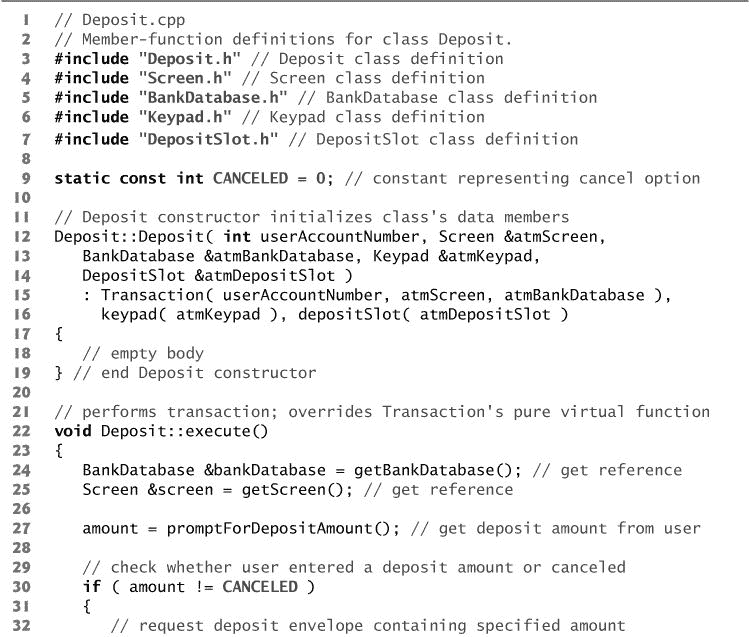 1 // Deposit.cpp
2 // Member-function definitions for class Deposit.
3 #include "Deposit.h" // Deposit class definition
4 #include "Screen.h" // Screen class definition
5 #include "BankDatabase.h" // BankDatabase class definition
6 #include "Keypad.h" // Keypad class definition
7 #include "DepositSlot.h" // DepositSlot class definition
8
9 static const int CANCELED = 0; // constant representing cancel option
10
11 // Deposit constructor initializes class's data members
12 Deposit::Deposit( int userAccountNumber, Screen &atmScreen,
13 BankDatabase &atmBankDatabase, Keypad &atmKeypad,
14 DepositSlot &atmDepositSlot )
15 : Transaction( userAccountNumber, atmScreen, atmBankDatabase ),
16 keypad( atmKeypad ), depositSlot( atmDepositSlot )
17 {
18 // empty body
19 } // end Deposit constructor
20
21 // performs transaction; overrides Transaction's pure virtual function
22 void Deposit::execute()
23 {
24 BankDatabase &bankDatabase = getBankDatabase(); // get reference
25 Screen &screen = getScreen(); // get reference
26
27 amount = promptForDepositAmount(); // get deposit amount from user
28
29 // check whether user entered a deposit amount or canceled
30 if ( amount != CANCELED )
31 {
32 // request deposit envelope containing specified amount